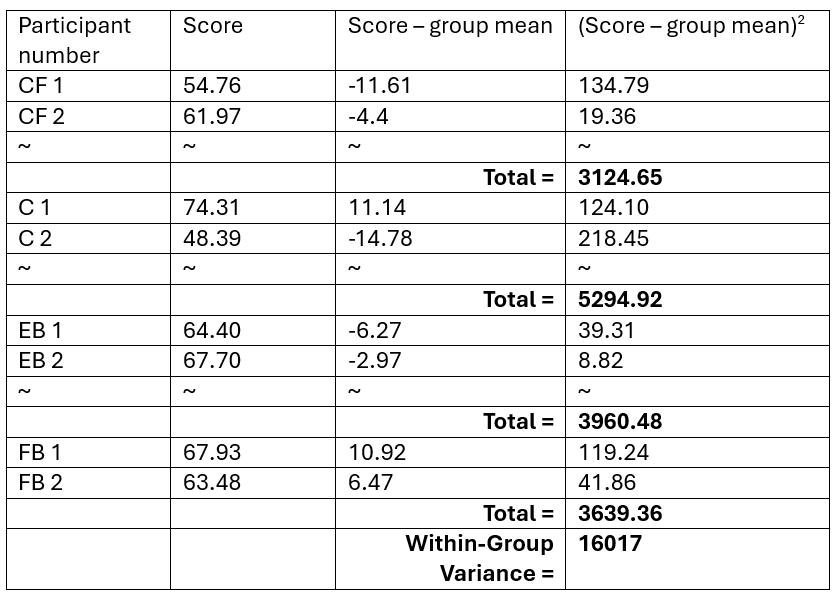 Participant number Score Score – group mean (Score – group mean)²
CF 1 54.76 -11.61 134.79
CF 2 61.97 -4.4 19.36
~ ~ ~ ~
Total = 3124.65
C 1 74.31 11.14 124.10
C 2 48.39 -14.78 218.45
~ ~ ~ ~
Total = 5294.92
EB 1 64.40 -6.27 39.31
EB 2 67.70 -2.97 8.82
~ ~ ~ ~
Total = 3960.48
FB 1 67.93 10.92 119.24
FB 2 63.48 6.47 41.86
Total = 3639.36
Within-Group Variance = 16017